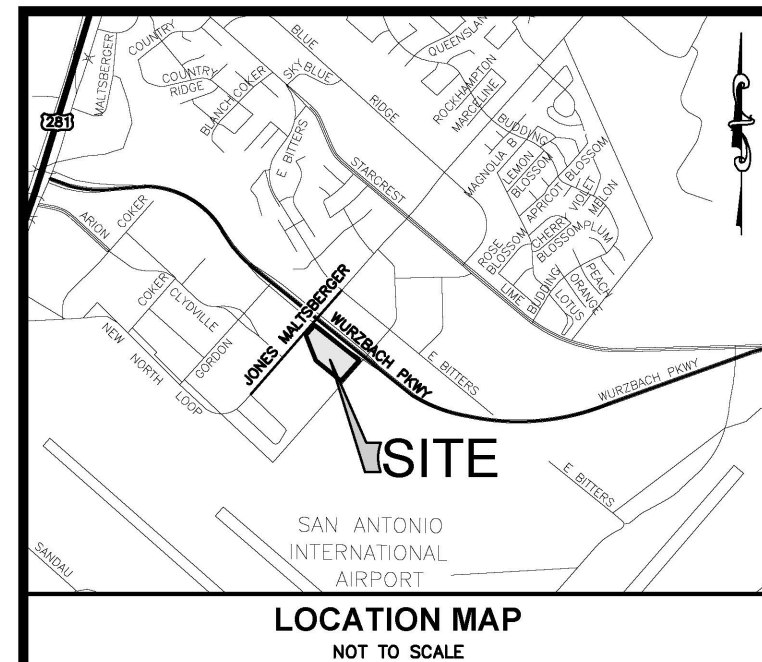 COUNTRY
MALTSBERGER
COUNTRY
RIDGE
BLANCH COKER
SKY BLUE
BLUE
RIDGE
QUEENSLAN
ROCKHAMPTON
MARCELINE
281
E BITTERS
STARCREST
BUDDING
MAGNOLIA B
LEMON
BLOSSOM
APRICOT BLOSSOM
VIOLET
MELON
CHERRY
BLOSSOM
PLUM
ROSE
BLOSSOM
LIME
BUDDING
PEACH
ORANGE
LOTUS
ARION
COKER
COKER
CLYDVILLE
GORDON
NEW NORTH LOOP
JONES MALTSBERGER
WURZBACH PKWY
E BITTERS
WURZBACH PKWY
SITE
E BITTERS
SAN ANTONIO
INTERNATIONAL
AIRPORT
SANDAU
LOCATION MAP
NOT TO SCALE